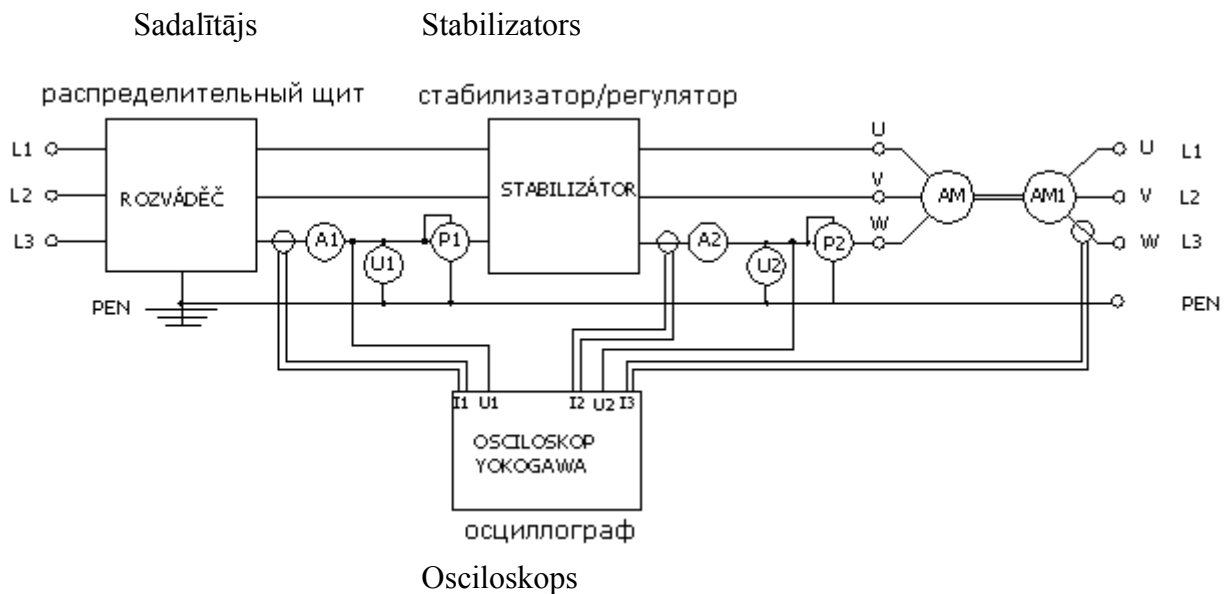 Sadalītājs Stabilizators
распределительный щит стабилизатор/регулятор
U
L1 U L1
V
L2 ROZVÁDĚČ STABILIZÁTOR AM AM1 V L2
W
L3 A1 P1 A2 P2 W L3
U1 U2
PEN PEN
I1 U1 I2 U2 I3
OSCILOSKOP
YOKOGAWA
осциллограф
Osciloskops